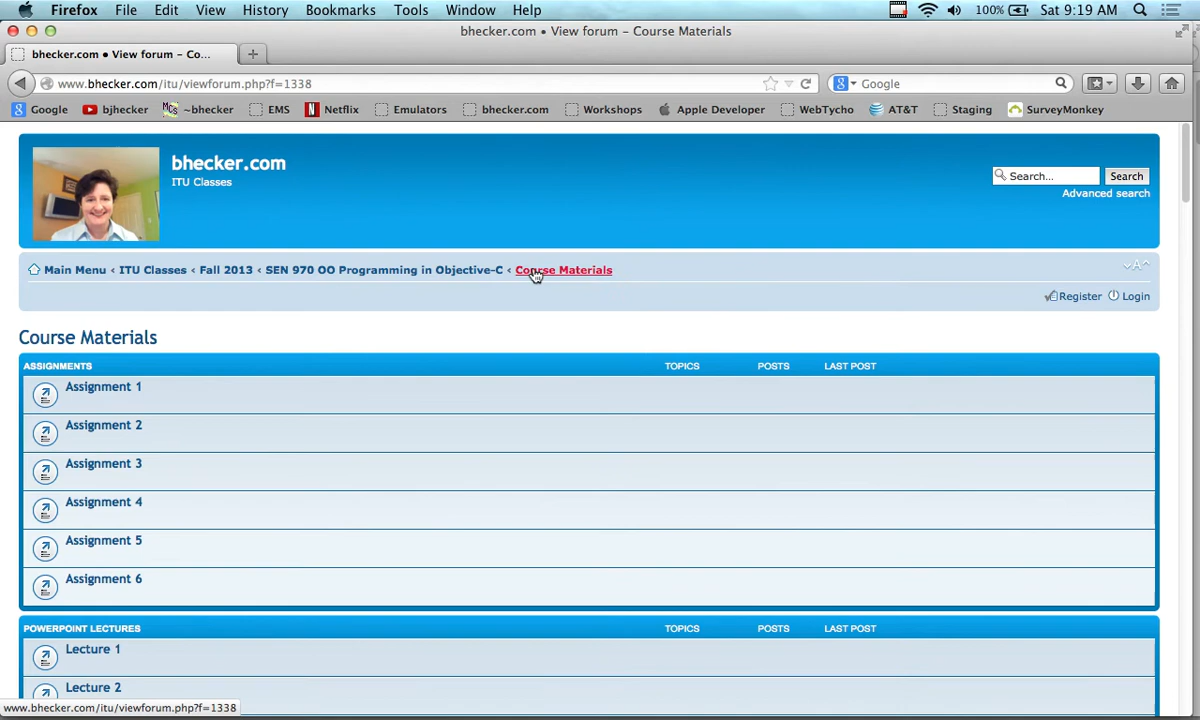 Firefox File Edit View History Bookmarks Tools Window Help 100% Sat 9:19 AM
bhecker.com • View forum – Course Materials
bhecker.com • View forum – Co...
www.bhecker.com/itu/viewforum.php?f=1338 Google
Google bjhecker ~bhecker EMS Netflix Emulators bhecker.com Workshops Apple Developer WebTycho AT&T Staging SurveyMonkey
bhecker.com
ITU Classes
Search... Search
Advanced search
Main Menu ‹ ITU Classes ‹ Fall 2013 ‹ SEN 970 OO Programming in Objective-C ‹ Course Materials
Register Login
Course Materials
ASSIGNMENTS TOPICS POSTS LAST POST
Assignment 1
Assignment 2
Assignment 3
Assignment 4
Assignment 5
Assignment 6
POWERPOINT LECTURES TOPICS POSTS LAST POST
Lecture 1
Lecture 2
www.bhecker.com/itu/viewforum.php?f=1338